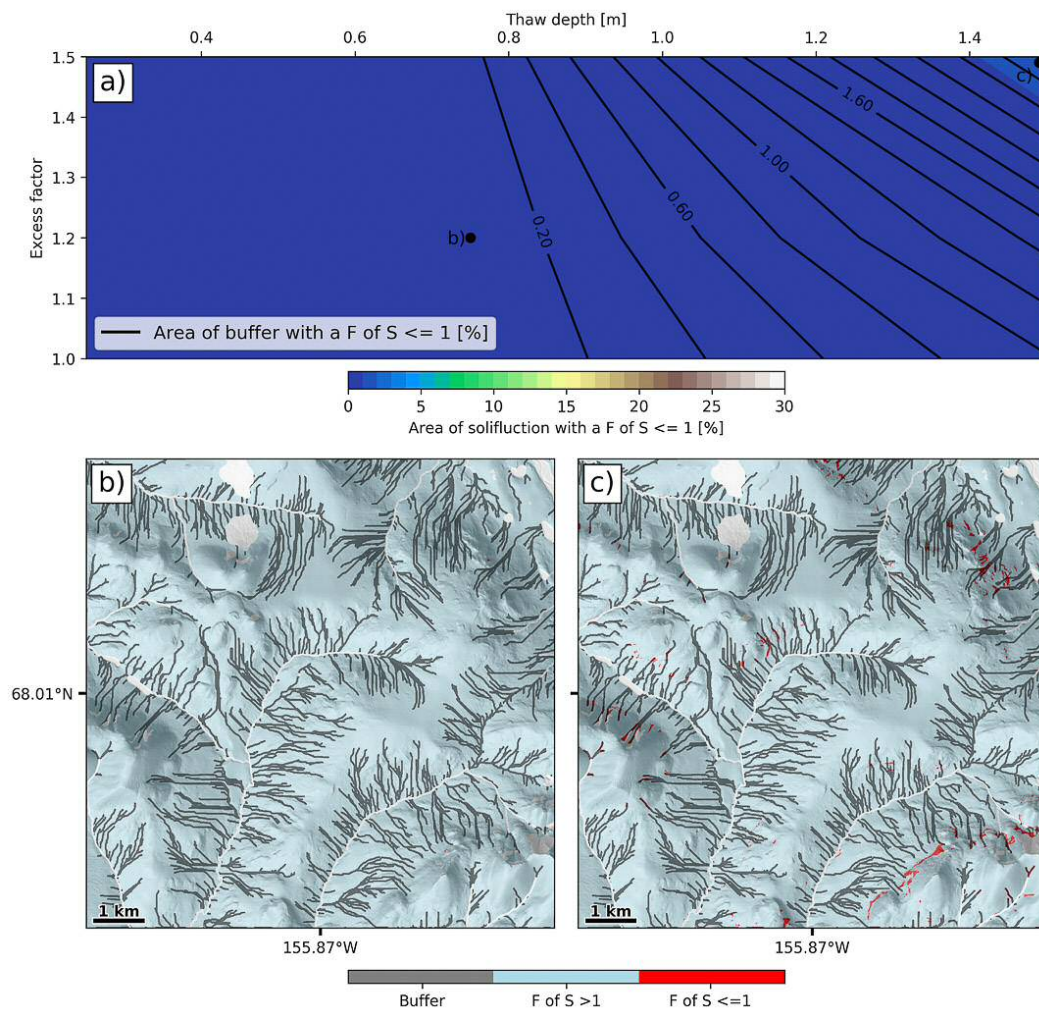 Thaw depth [m]
0.4 0.6 0.8 1.0 1.2 1.4
a)
c)
1.5
1.4
1.3
1.2
1.1
1.0
Excess factor
1.60
1.00
0.60
0.20
b)
Area of buffer with a F of S <= 1 [%]
0 5 10 15 20 25 30
Area of solifluction with a F of S <= 1 [%]
b)
c)
68.01°N
1 km
1 km
155.87°W
155.87°W
Buffer F of S >1 F of S <=1